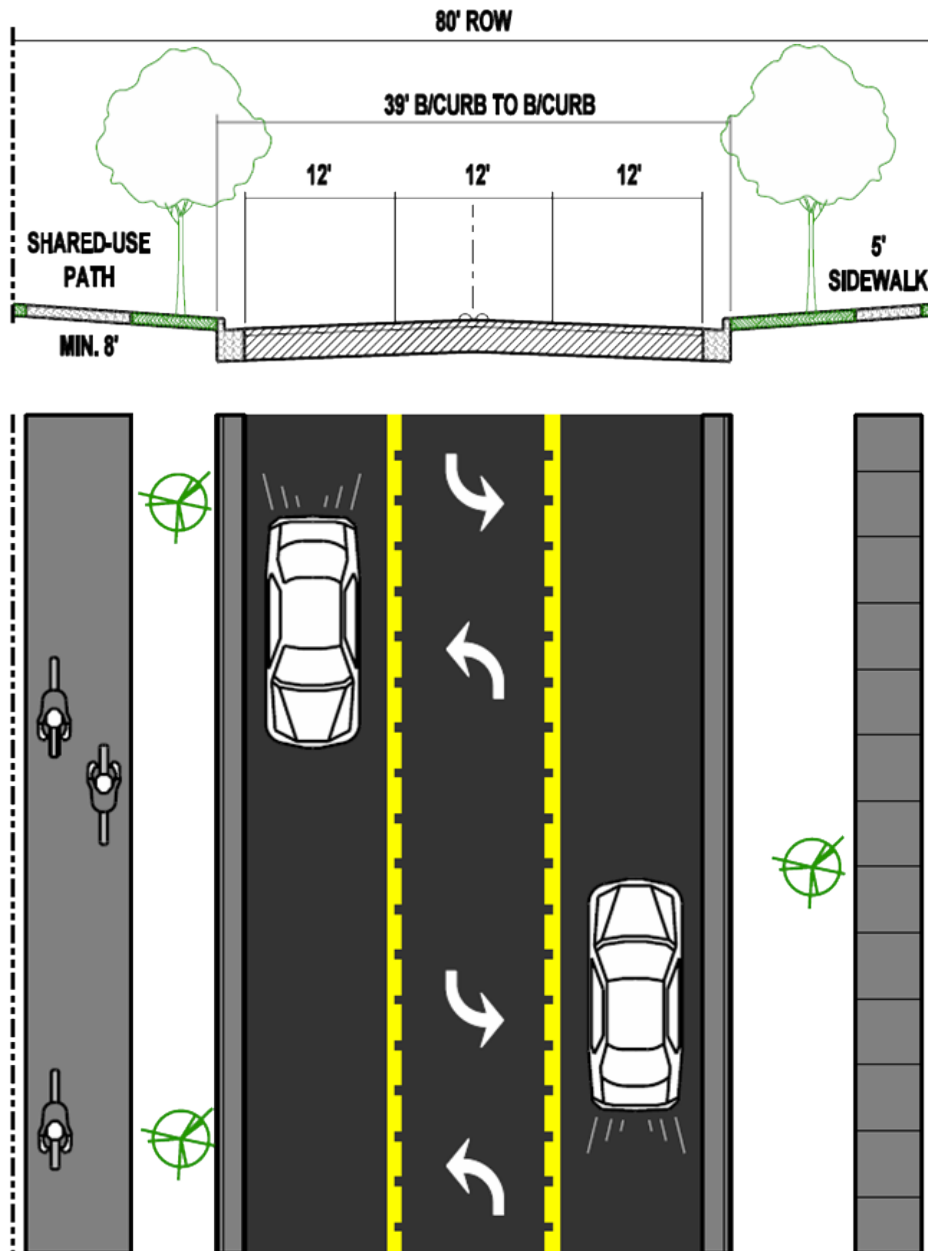 80' ROW
39' B/CURB TO B/CURB
12'
12'
12'
SHARED-USE
PATH
MIN. 8'
5'
SIDEWALK